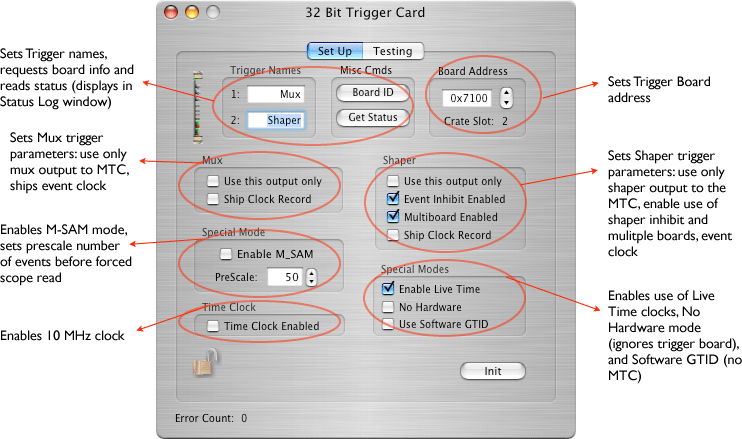 32 Bit Trigger Card
Set Up
Testing
Sets Trigger names,
requests board info and
reads status (displays in
Status Log window)
Trigger Names
1: Mux
2: Shaper
Misc Cmds
Board ID
Get Status
Board Address
0x7100
Crate Slot: 2
Sets Trigger Board
address
Sets Mux trigger
parameters: use only
mux output to MTC,
ships event clock
Mux
Use this output only
Ship Clock Record
Shaper
Use this output only
Event Inhibit Enabled
Multiboard Enabled
Ship Clock Record
Sets Shaper trigger
parameters: use only
shaper output to the
MTC, enable use of
shaper inhibit and
mulitple boards, event
clock
Enables M-SAM mode,
sets prescale number
of events before forced
scope read
Special Mode
Enable M_SAM
PreScale: 50
Special Modes
Enable Live Time
No Hardware
Use Software GTID
Enables use of Live
Time clocks, No
Hardware mode
(ignores trigger board),
and Software GTID (no
MTC)
Enables 10 MHz clock
Time Clock
Time Clock Enabled
Init
Error Count: 0